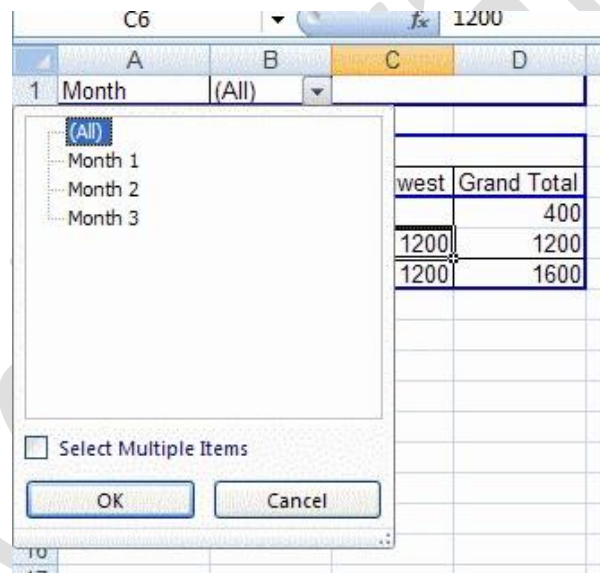 C6 fx 1200
A B C D
1 Month (All)
(All)
Month 1
Month 2
Month 3
west Grand Total
400
1200 1200
1200 1600
Select Multiple Items
OK Cancel
16